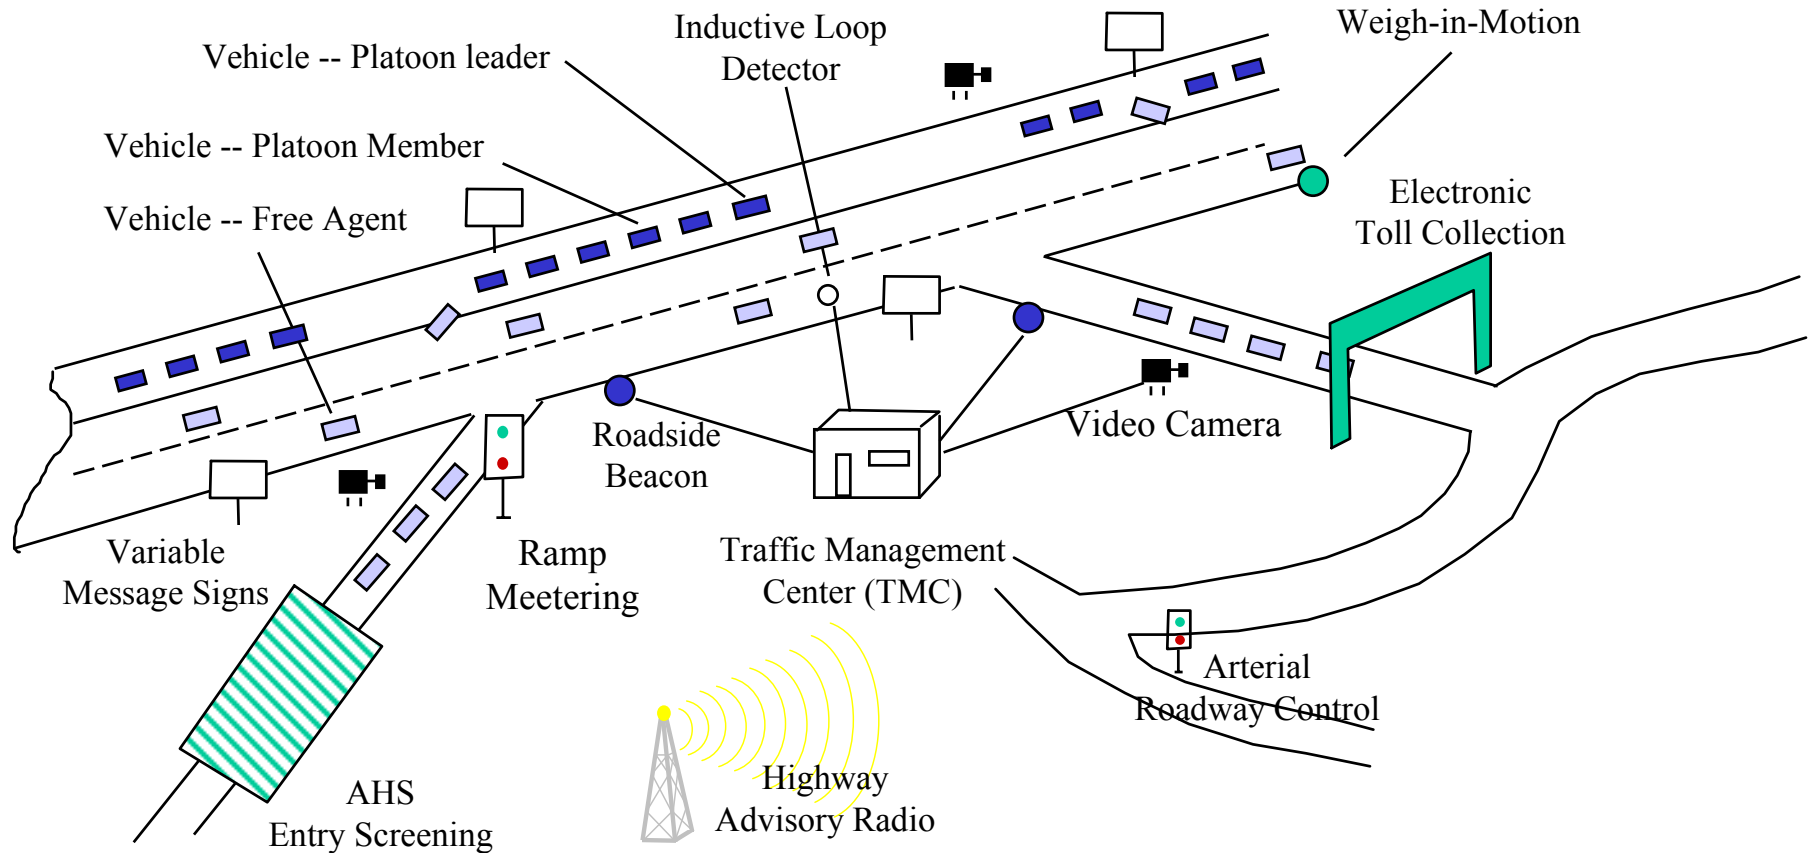 Weigh-in-Motion
Inductive Loop
Detector
Vehicle -- Platoon leader
Vehicle -- Platoon Member
Vehicle -- Free Agent
Electronic
Toll Collection
Roadside
Beacon
Video Camera
Variable
Message Signs
Ramp
Meetering
Traffic Management
Center (TMC)
Arterial
Roadway Control
AHS
Entry Screening
Highway
Advisory Radio